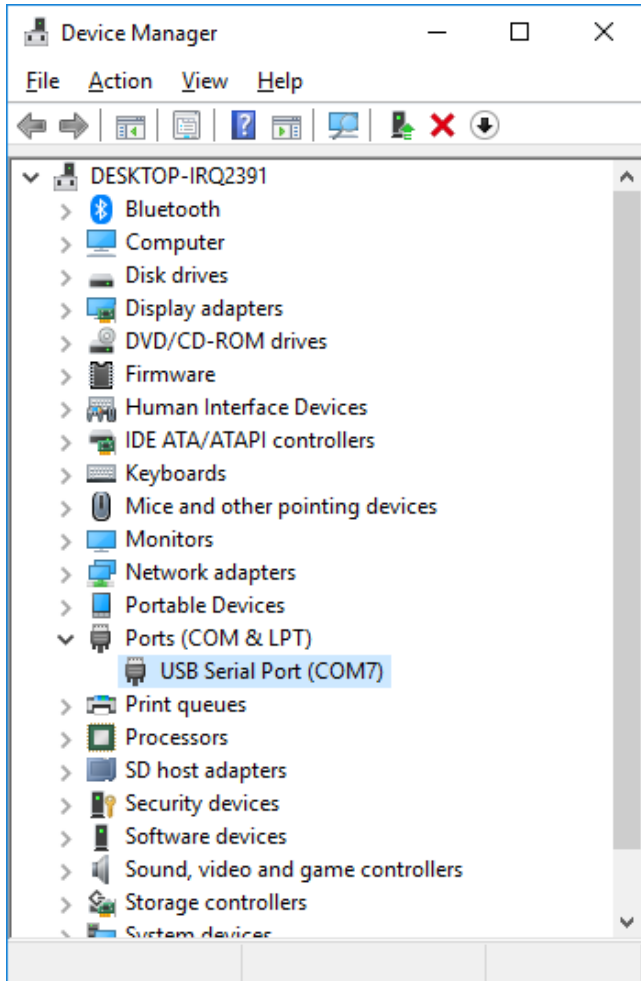 Device Manager
File Action View Help
DESKTOP-IRQ2391
Bluetooth
Computer
Disk drives
Display adapters
DVD/CD-ROM drives
Firmware
Human Interface Devices
IDE ATA/ATAPI controllers
Keyboards
Mice and other pointing devices
Monitors
Network adapters
Portable Devices
Ports (COM & LPT)
USB Serial Port (COM7)
Print queues
Processors
SD host adapters
Security devices
Software devices
Sound, video and game controllers
Storage controllers
System devices